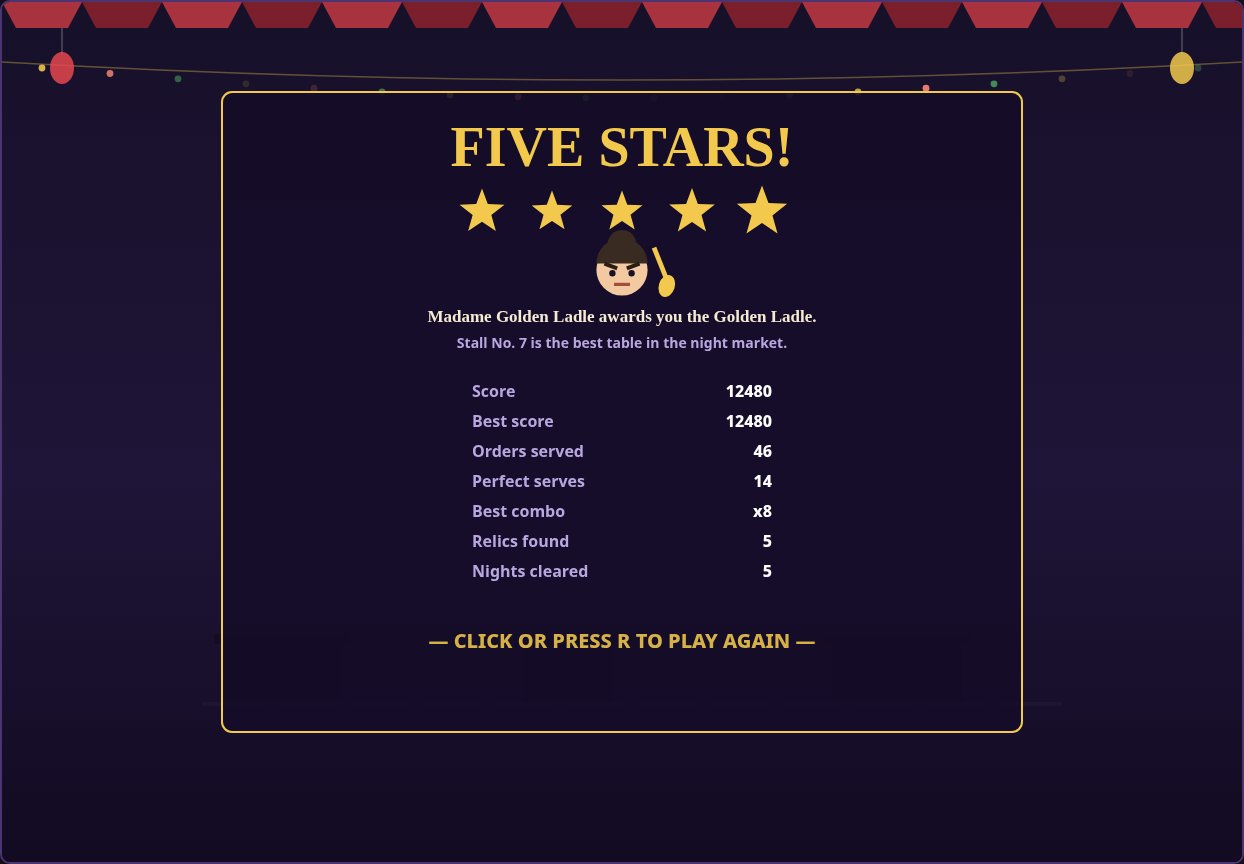 FIVE STARS!
Madame Golden Ladle awards you the Golden Ladle.
Stall No. 7 is the best table in the night market.
Score 12480
Best score 12480
Orders served 46
Perfect serves 14
Best combo x8
Relics found 5
Nights cleared 5
— CLICK OR PRESS R TO PLAY AGAIN —